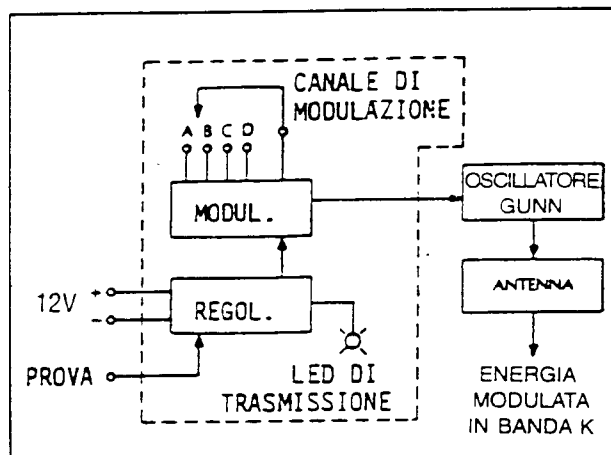 CANALE DI
MODULAZIONE
A B C D
MODUL.
OSCILLATORE
GUNN
ANTENNA
12V + −
REGOL.
PROVA
LED DI
TRASMISSIONE
ENERGIA
MODULATA
IN BANDA K